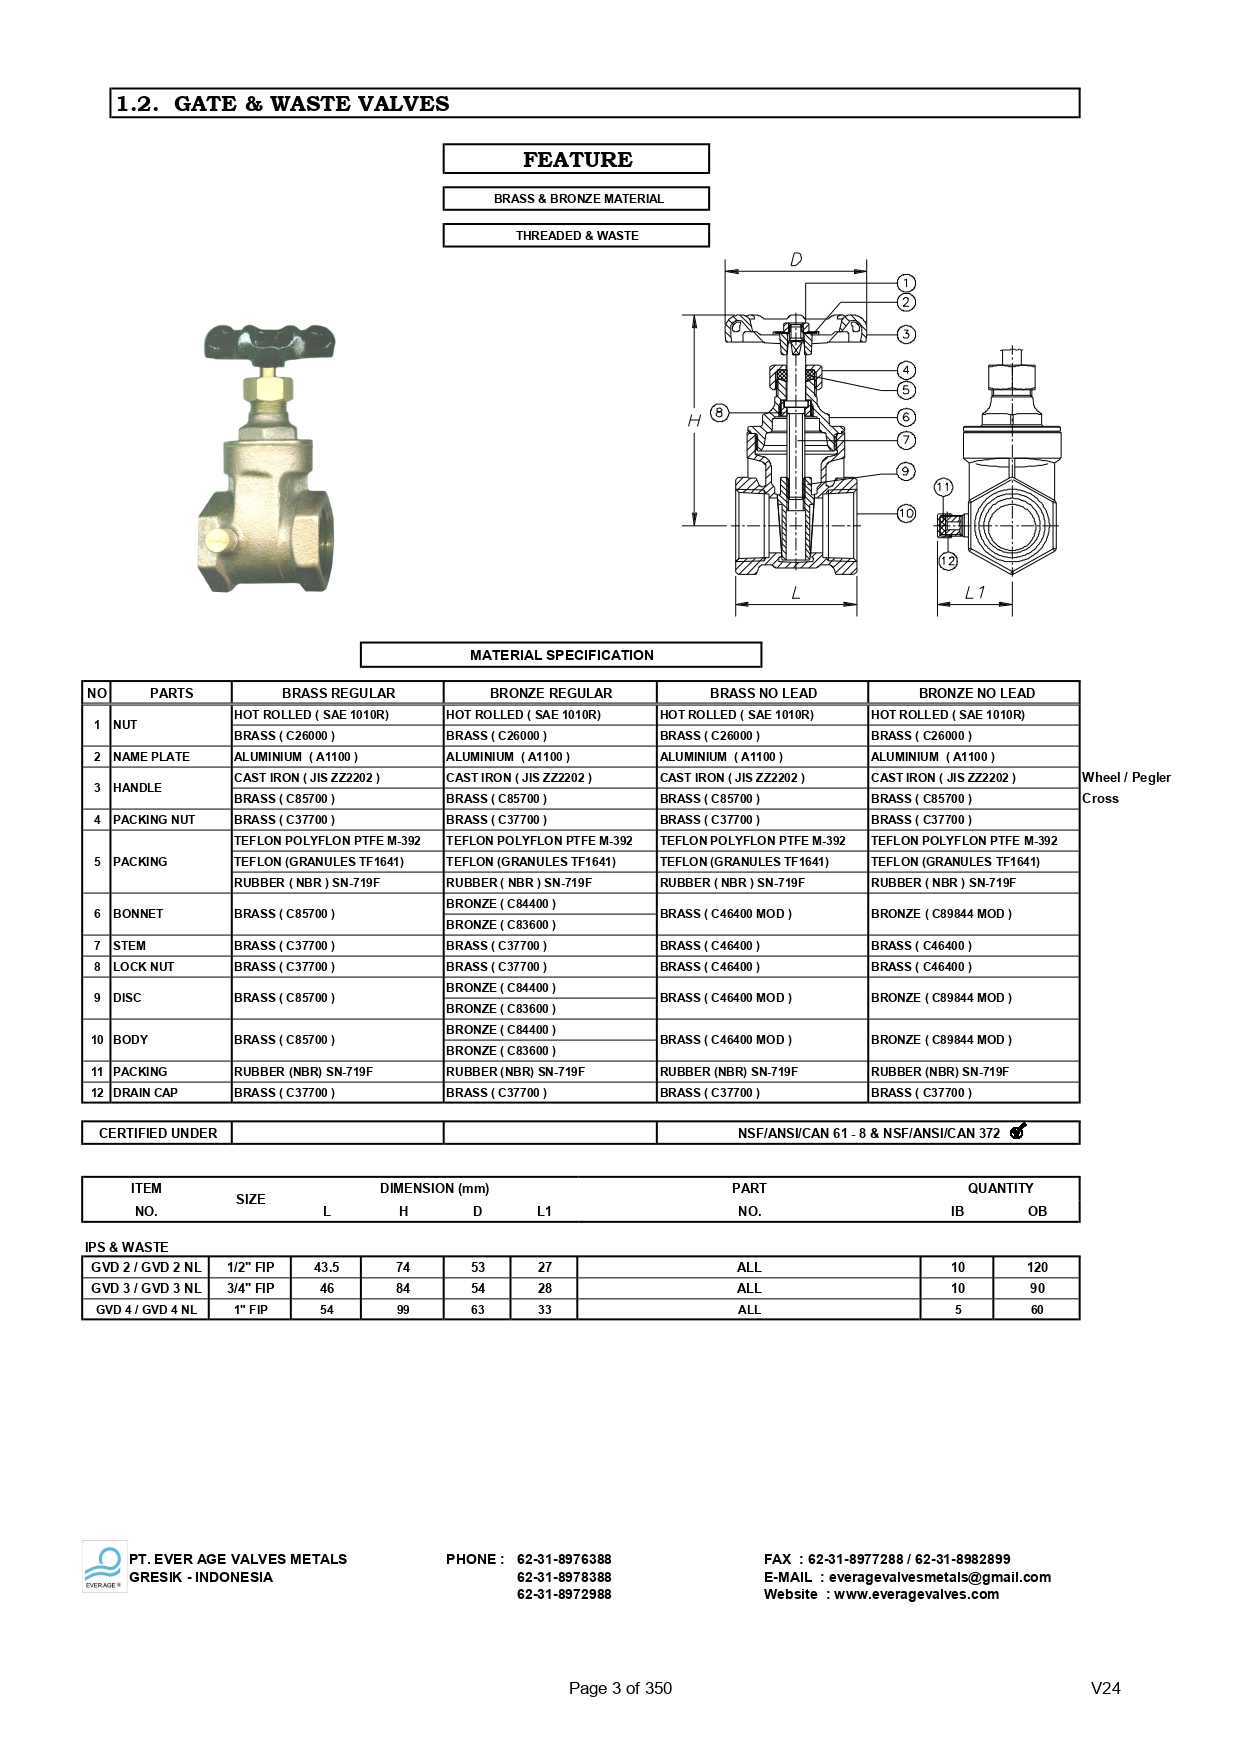 1.2.  GATE & WASTE VALVES
FEATURE
BRASS & BRONZE MATERIAL
THREADED & WASTE
D
1
2
3
4
5
H 8 6
7
9
11
10
12
L L1
MATERIAL SPECIFICATION
NO PARTS BRASS REGULAR BRONZE REGULAR BRASS NO LEAD BRONZE NO LEAD
1 NUT HOT ROLLED ( SAE 1010R) HOT ROLLED ( SAE 1010R) HOT ROLLED ( SAE 1010R) HOT ROLLED ( SAE 1010R)
BRASS ( C26000 ) BRASS ( C26000 ) BRASS ( C26000 ) BRASS ( C26000 )
2 NAME PLATE ALUMINIUM  ( A1100 ) ALUMINIUM  ( A1100 ) ALUMINIUM  ( A1100 ) ALUMINIUM  ( A1100 )
3 HANDLE CAST IRON ( JIS ZZ2202 ) CAST IRON ( JIS ZZ2202 ) CAST IRON ( JIS ZZ2202 ) CAST IRON ( JIS ZZ2202 ) Wheel / Pegler
BRASS ( C85700 ) BRASS ( C85700 ) BRASS ( C85700 ) BRASS ( C85700 ) Cross
4 PACKING NUT BRASS ( C37700 ) BRASS ( C37700 ) BRASS ( C37700 ) BRASS ( C37700 )
5 PACKING TEFLON POLYFLON PTFE M-392 TEFLON POLYFLON PTFE M-392 TEFLON POLYFLON PTFE M-392 TEFLON POLYFLON PTFE M-392
TEFLON (GRANULES TF1641) TEFLON (GRANULES TF1641) TEFLON (GRANULES TF1641) TEFLON (GRANULES TF1641)
RUBBER ( NBR ) SN-719F RUBBER ( NBR ) SN-719F RUBBER ( NBR ) SN-719F RUBBER ( NBR ) SN-719F
6 BONNET BRASS ( C85700 ) BRONZE ( C84400 ) BRASS ( C46400 MOD ) BRONZE ( C89844 MOD )
BRONZE ( C83600 )
7 STEM BRASS ( C37700 ) BRASS ( C37700 ) BRASS ( C46400 ) BRASS ( C46400 )
8 LOCK NUT BRASS ( C37700 ) BRASS ( C37700 ) BRASS ( C46400 ) BRASS ( C46400 )
9 DISC BRASS ( C85700 ) BRONZE ( C84400 ) BRASS ( C46400 MOD ) BRONZE ( C89844 MOD )
BRONZE ( C83600 )
10 BODY BRASS ( C85700 ) BRONZE ( C84400 ) BRASS ( C46400 MOD ) BRONZE ( C89844 MOD )
BRONZE ( C83600 )
11 PACKING RUBBER (NBR) SN-719F RUBBER (NBR) SN-719F RUBBER (NBR) SN-719F RUBBER (NBR) SN-719F
12 DRAIN CAP BRASS ( C37700 ) BRASS ( C37700 ) BRASS ( C37700 ) BRASS ( C37700 )
CERTIFIED UNDER NSF/ANSI/CAN 61 - 8 & NSF/ANSI/CAN 372
ITEM SIZE DIMENSION (mm) PART QUANTITY
NO. L H D L1 NO. IB OB
IPS & WASTE
GVD 2 / GVD 2 NL 1/2" FIP 43.5 74 53 27 ALL 10 120
GVD 3 / GVD 3 NL 3/4" FIP 46 84 54 28 ALL 10 90
GVD 4 / GVD 4 NL 1" FIP 54 99 63 33 ALL 5 60
EVER AGE ®
PT. EVER AGE VALVES METALS PHONE : 62-31-8976388 FAX  : 62-31-8977288 / 62-31-8982899
GRESIK - INDONESIA 62-31-8978388 E-MAIL  : everagevalvesmetals@gmail.com
62-31-8972988 Website  : www.everagevalves.com
Page 3 of 350 V24